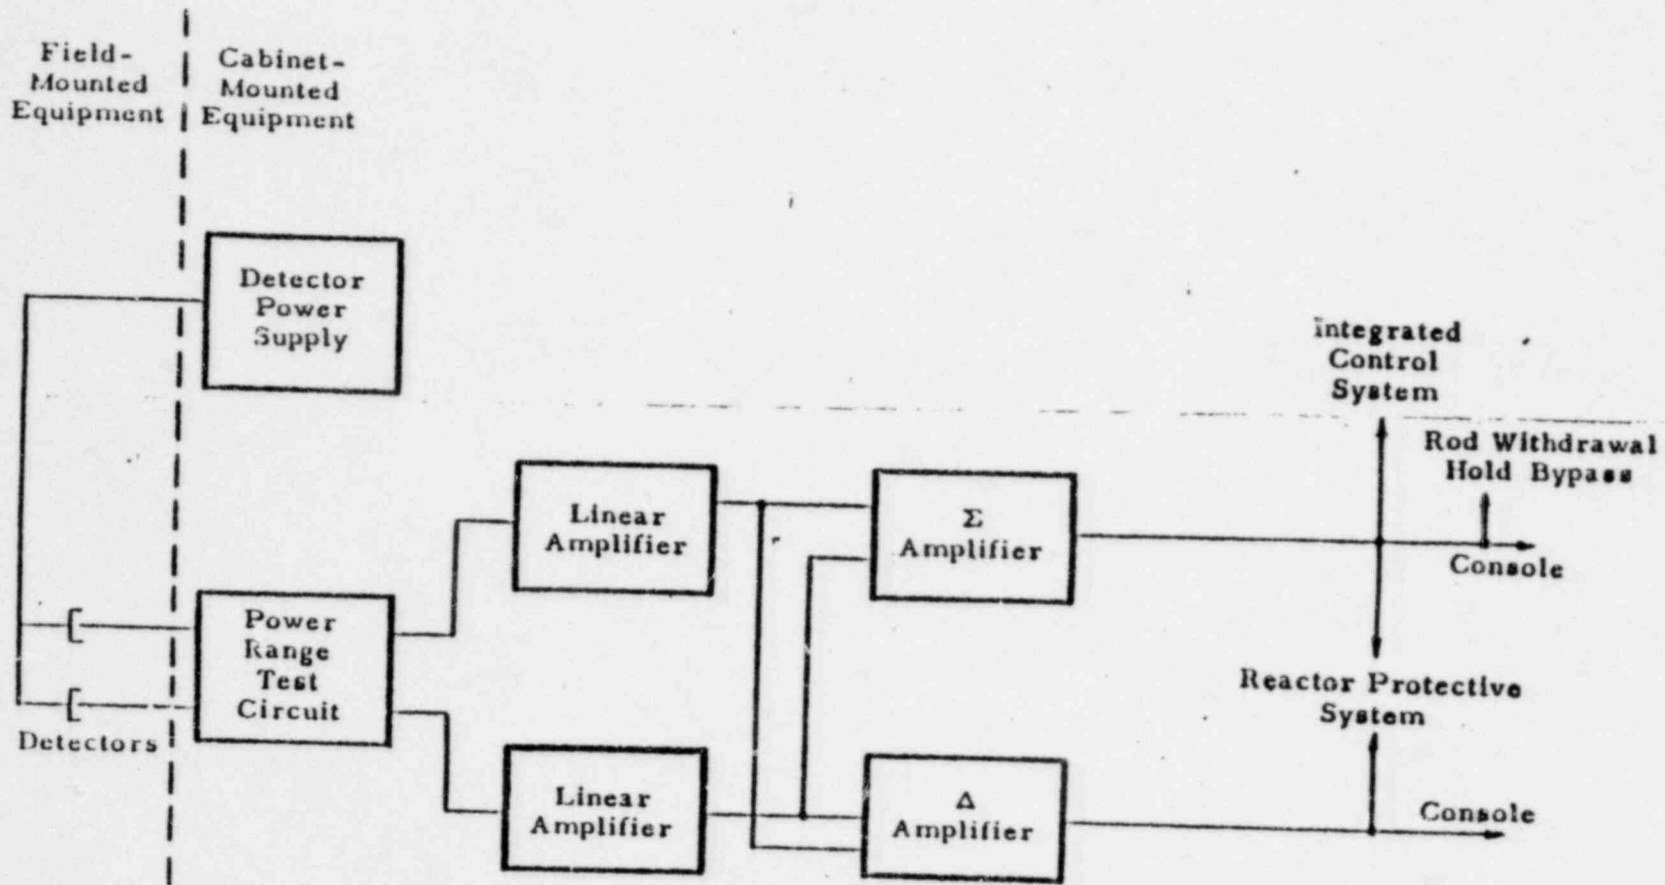 Field-
Mounted
Equipment
Cabinet-
Mounted
Equipment
Detector
Power
Supply
Integrated
Control
System
Rod Withdrawal
Hold Bypass
Linear
Amplifier
Σ
Amplifier
Console
Power
Range
Test
Circuit
Reactor Protective
System
Detectors
Linear
Amplifier
Δ
Amplifier
Console